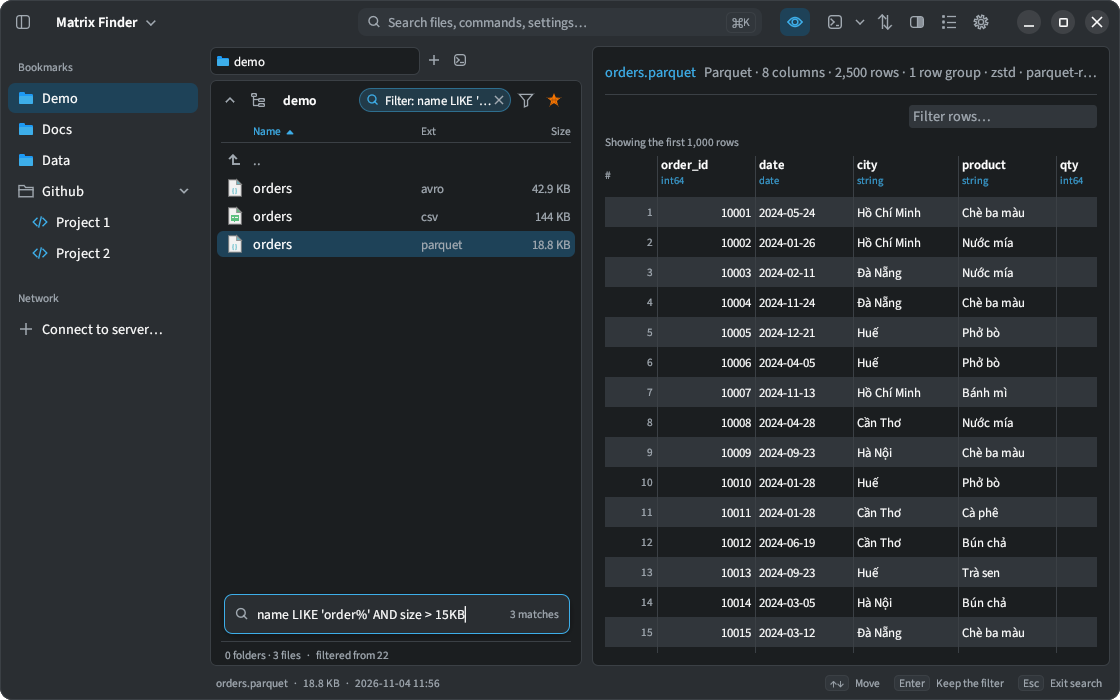 Matrix Finder
Search files, commands, settings… ⌘K
Bookmarks
Demo
Docs
Data
Github
Project 1
Project 2
Network
Connect to server…
demo
demo
Filter: name LIKE '…
Name Ext Size
..
orders avro 42.9 KB
orders csv 144 KB
orders parquet 18.8 KB
name LIKE 'order%' AND size > 15KB 3 matches
0 folders · 3 files · filtered from 22
orders.parquet Parquet · 8 columns · 2,500 rows · 1 row group · zstd · parquet-r…
Filter rows…
Showing the first 1,000 rows
# order_id date city product qty
int64 date string string int64
1 10001 2024-05-24 Hồ Chí Minh Chè ba màu
2 10002 2024-01-26 Hồ Chí Minh Nước mía
3 10003 2024-02-11 Đà Nẵng Nước mía
4 10004 2024-11-24 Đà Nẵng Chè ba màu
5 10005 2024-12-21 Huế Phở bò
6 10006 2024-04-05 Huế Phở bò
7 10007 2024-11-13 Hồ Chí Minh Bánh mì
8 10008 2024-04-28 Cần Thơ Nước mía
9 10009 2024-09-23 Hà Nội Chè ba màu
10 10010 2024-01-28 Huế Phở bò
11 10011 2024-01-28 Cần Thơ Cà phê
12 10012 2024-06-19 Cần Thơ Bún chả
13 10013 2024-09-23 Huế Trà sen
14 10014 2024-03-05 Hà Nội Bún chả
15 10015 2024-03-12 Đà Nẵng Chè ba màu
orders.parquet · 18.8 KB · 2026-11-04 11:56
↑↓ Move Enter Keep the filter Esc Exit search